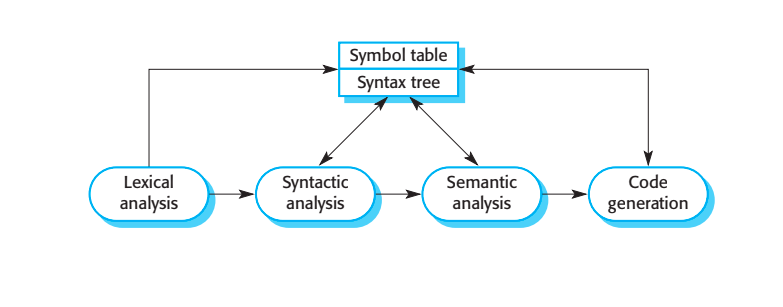 Symbol table
Syntax tree
Lexical
analysis
Syntactic
analysis
Semantic
analysis
Code
generation